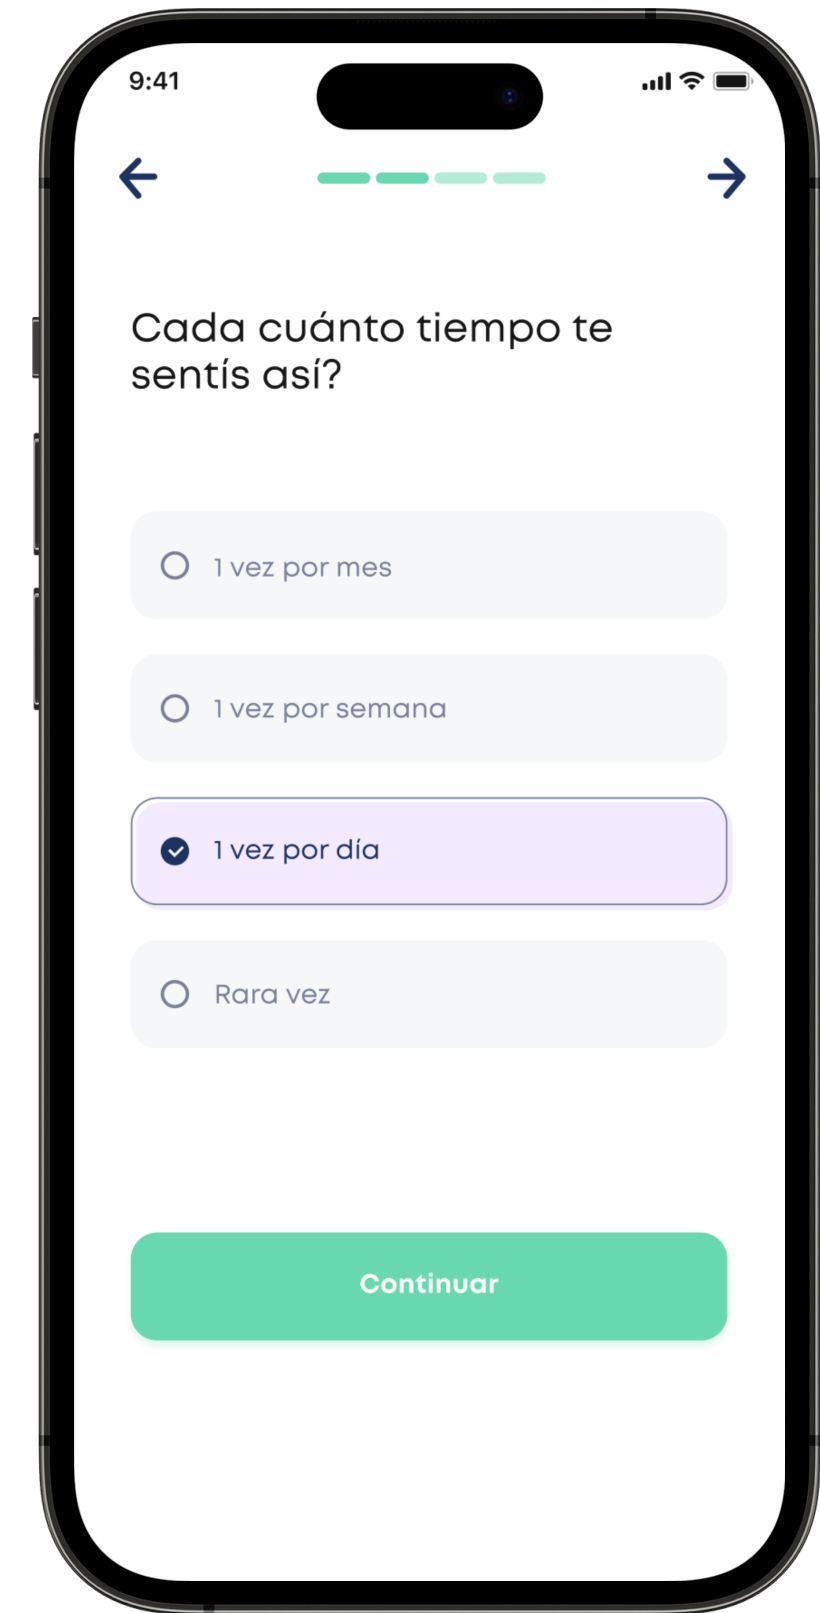 9:41
Cada cuánto tiempo te
sentís así?
1 vez por mes
1 vez por semana
1 vez por día
Rara vez
Continuar